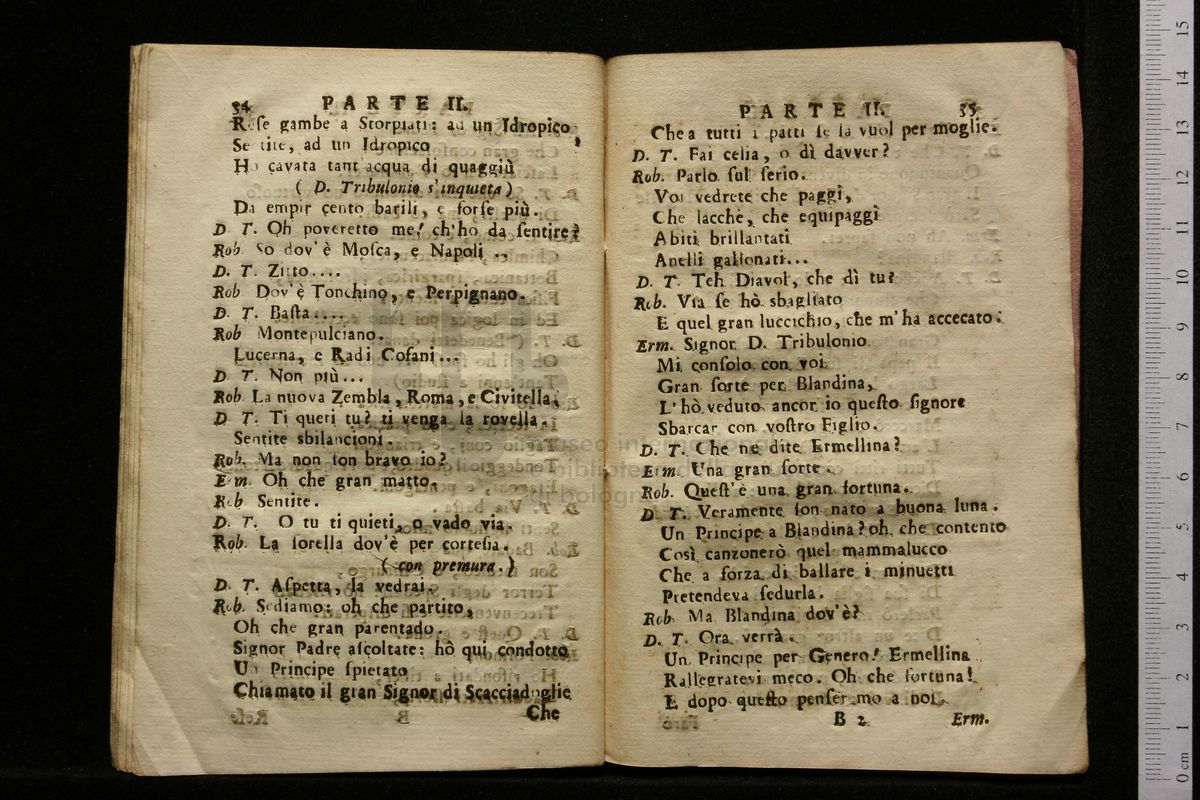 34 PARTE II.
Rese gambe a Storpiati: ad un Idropico
Sentite, ad un Idropico
Ho cavata tant'acqua di quaggiù
( D. Tribulonio s'inquieta )
Da empir cento barili, e forse più.
D T. Oh poveretto me! ch'ho da sentire?
Rob. So dov'è Mosca, e Napoli ..
D. T. Zitto....
Rob Dov'è Tonchino, e Perpignano.
D. T. Basta....
Rob Montepulciano.
Lucerna, e Radi Cofani...
D T. Non più...
Rob La nuova Zembla, Roma, e Civitella.
D T. Ti queti tu? ti venga la rovella.
Sentite sbilancioni.
Rob. Ma non son bravo io?
Erm. Oh che gran matto.
Rob Sentite.
D. T. O tu ti quieti, o vado via.
Rob. La sorella dov'è per cortesia.
( con premura. )
D. T. Aspetta, la vedrai.
Rob. Sediamo: oh che partito,
Oh che gran parentado.
Signor Padre ascoltate: hò qui condotto
Un Principe spietato
Chiamato il gran Signor di Scacciadoglie
B Che
PARTE II. 35
Che a tutti i patti se la vuol per moglie.
D. T. Fai celia, o dì davver?
Rob. Parlo sul serio.
Voi vedrete che paggi,
Che lacchè, che equipaggi
Abiti brillantati
Anelli gallonati...
D. T. Teh Diavol, che dì tu?
Rob. Via se hò sbagliato
E quel gran luccichio, che m'ha accecato.
Erm. Signor D. Tribulonio
Mi consolo con voi
Gran sorte per Blandina,
L'hò veduto ancor io questo signore
Sbarcar con vostro Figlio.
D. T. Che ne dite Ermellina?
Erm. Una gran sorte.
Rob. Quest'è una gran fortuna.
D T. Veramente son nato a buona luna.
Un Principe a Blandina? oh che contento
Così canzonerò quel mammalucco
Che a forza di ballare i minuetti
Pretendeva sedurla.
Rob Ma Blandina dov'è?
D. T. Ora verrà.
Un Principe per Genero! Ermellina
Rallegratevi meco. Oh che fortuna!
E dopo questo penseremo a noi.
B 2 Erm.